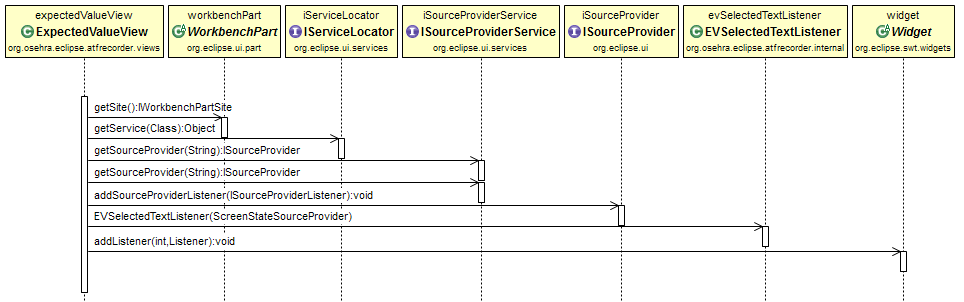 expectedValueView workbenchPart iServiceLocator iSourceProviderService iSourceProvider evSelectedTextListener widget
C ExpectedValueView C A WorkbenchPart I IServiceLocator I ISourceProviderService I ISourceProvider C EVSelectedTextListener C A Widget
org.osehra.eclipse.atfrecorder.views org.eclipse.ui.part org.eclipse.ui.services org.eclipse.ui.services org.eclipse.ui org.osehra.eclipse.atfrecorder.internal org.eclipse.swt.widgets
getSite():IWorkbenchPartSite
getService(Class):Object
getSourceProvider(String):ISourceProvider
getSourceProvider(String):ISourceProvider
addSourceProviderListener(ISourceProviderListener):void
EVSelectedTextListener(ScreenStateSourceProvider)
addListener(int,Listener):void